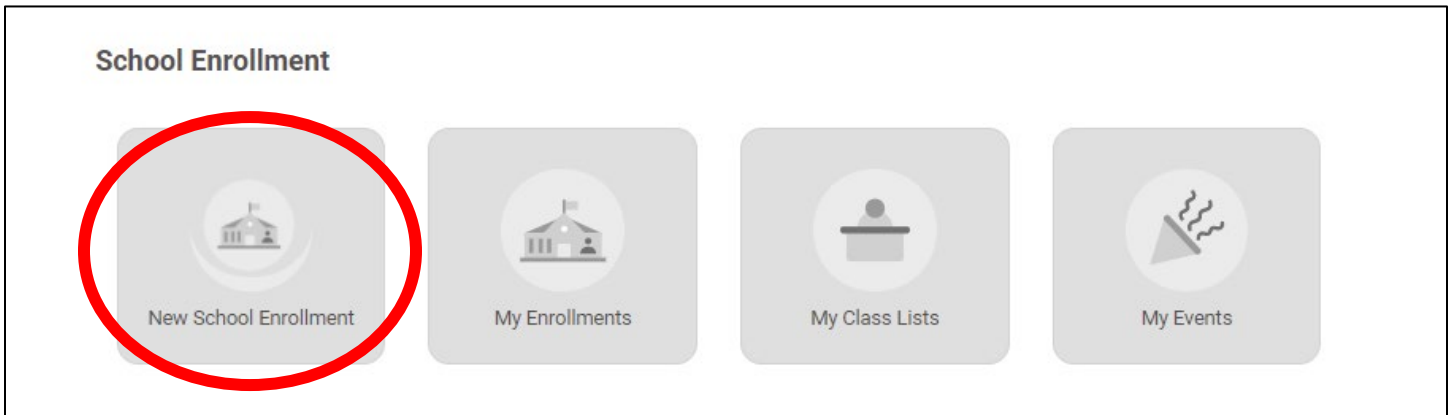 School Enrollment
New School Enrollment
My Enrollments
My Class Lists
My Events